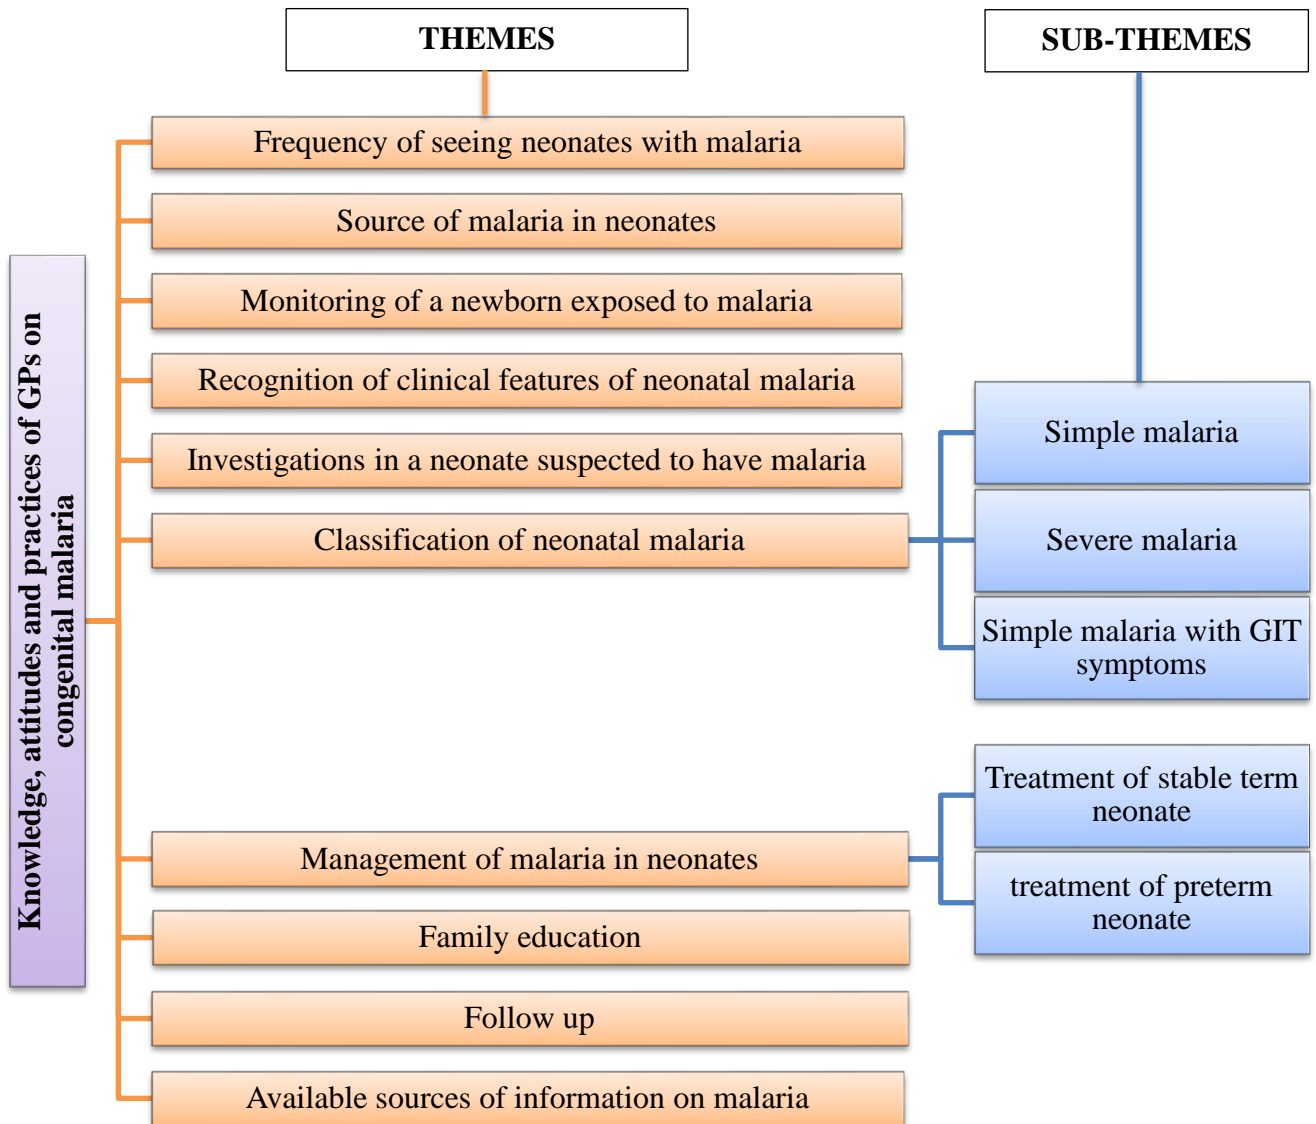 THEMES
SUB-THEMES
Knowledge, attitudes and practices of GPs on
congenital malaria
Frequency of seeing neonates with malaria
Source of malaria in neonates
Monitoring of a newborn exposed to malaria
Recognition of clinical features of neonatal malaria
Investigations in a neonate suspected to have malaria
Classification of neonatal malaria
Simple malaria
Severe malaria
Simple malaria with GIT
symptoms
Management of malaria in neonates
Treatment of stable term
neonate
treatment of preterm
neonate
Family education
Follow up
Available sources of information on malaria